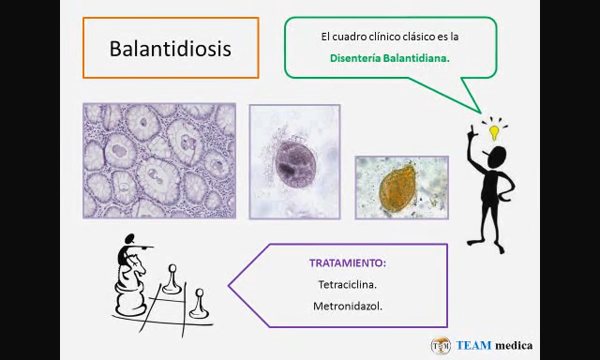 Balantidiosis
El cuadro clínico clásico es la
Disentería Balantidiana.
TRATAMIENTO:
Tetraciclina.
Metronidazol.
TEAM medica